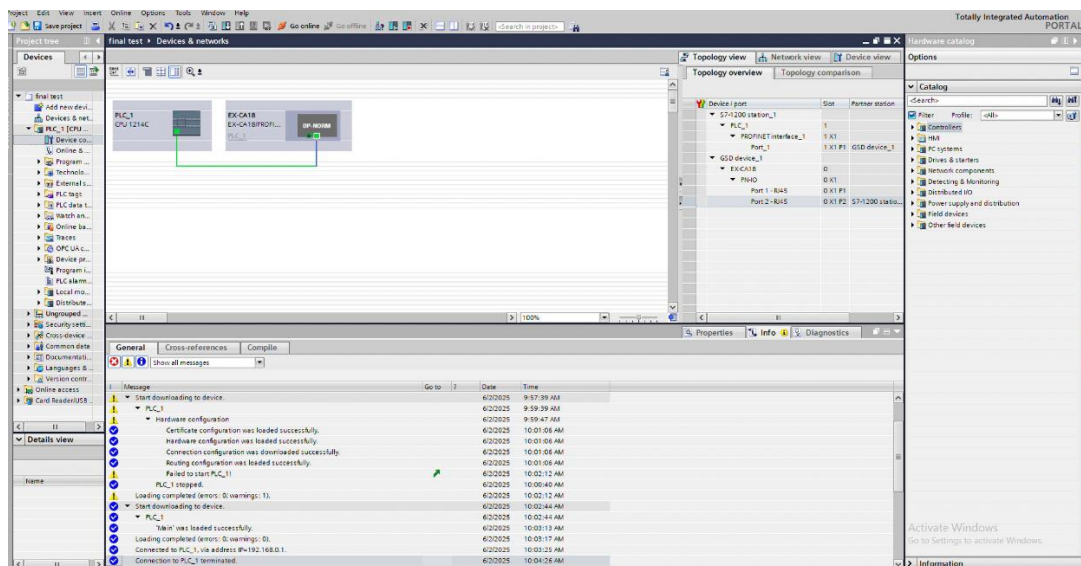 Project Edit View Insert Online Options Tools Window Help
Totally Integrated Automation
PORTAL
Save project
Go online
Go offline
<Search in project>
Project tree
final test ▸ Devices & networks
Hardware catalog
Devices
Topology view
Network view
Device view
Options
Topology overview
Topology comparison
Catalog
<Search>
Filter
Profile:
<All>
final test
Add new devi...
Devices & net...
PLC_1 [CPU ...
Device co...
Online & ...
Program ...
Technolo...
External s...
PLC tags
PLC data t...
Watch an...
Online ba...
Traces
OPC UA c...
Device pr...
Program i...
PLC alarm...
Local mo...
Distribute...
Ungrouped ...
Security setti...
Cross-device ...
Common data
Documentati...
Languages & ...
Version contr...
Online access
Card Reader/USB ...
PLC_1
CPU 1214C
EX-CA18
EX-CA18/PROFI...
PLC_1
DP-NORM
Device / port
Slot
Partner station
S7-1200 station_1
PLC_1 1
PROFINET interface_1 1 X1
Port_1 1 X1 P1 GSD device_1
GSD device_1
EX-CA18 0
PN-IO 0 X1
Port 1 - RJ45 0 X1 P1
Port 2 - RJ45 0 X1 P2 S7-1200 statio...
Controllers
HMI
PC systems
Drives & starters
Network components
Detecting & Monitoring
Distributed I/O
Power supply and distribution
Field devices
Other field devices
100%
Properties
Info
Diagnostics
General
Cross-references
Compile
Show all messages
! Message Go to ? Date Time
Start downloading to device. 6/2/2025 9:57:39 AM
PLC_1 6/2/2025 9:59:39 AM
Hardware configuration 6/2/2025 9:59:47 AM
Certificate configuration was loaded successfully. 6/2/2025 10:01:06 AM
Hardware configuration was loaded successfully. 6/2/2025 10:01:06 AM
Connection configuration was downloaded successfully. 6/2/2025 10:01:06 AM
Routing configuration was loaded successfully. 6/2/2025 10:01:06 AM
Failed to start PLC_1! 6/2/2025 10:02:12 AM
PLC_1 stopped. 6/2/2025 10:00:40 AM
Loading completed (errors: 0; warnings: 1). 6/2/2025 10:02:12 AM
Start downloading to device. 6/2/2025 10:02:44 AM
PLC_1 6/2/2025 10:02:44 AM
'Main' was loaded successfully. 6/2/2025 10:03:13 AM
Loading completed (errors: 0; warnings: 0). 6/2/2025 10:03:17 AM
Connected to PLC_1, via address IP=192.168.0.1. 6/2/2025 10:03:25 AM
Connection to PLC_1 terminated. 6/2/2025 10:04:26 AM
Details view
Name
Activate Windows
Go to Settings to activate Windows.
Information